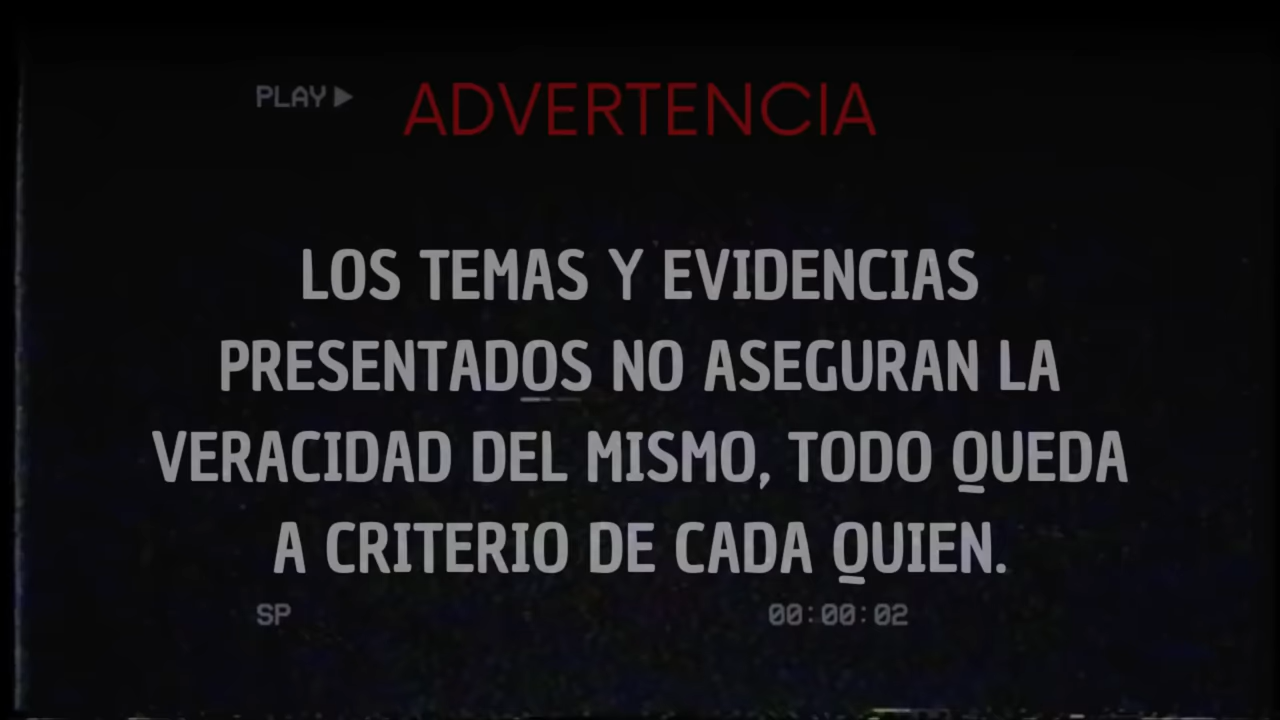 PLAY▶
ADVERTENCIA
LOS TEMAS Y EVIDENCIAS
PRESENTADOS NO ASEGURAN LA
VERACIDAD DEL MISMO, TODO QUEDA
A CRITERIO DE CADA QUIEN.
SP
00:00:02